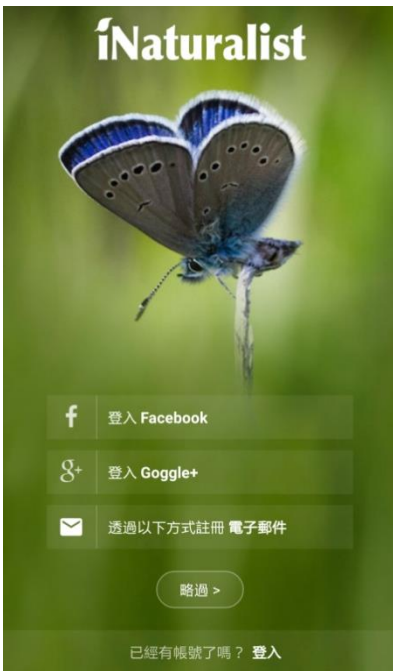 iNaturalist
登入 Facebook
登入 Goggle+
透過以下方式註冊 電子郵件
略過 >
已經有帳號了嗎？ 登入